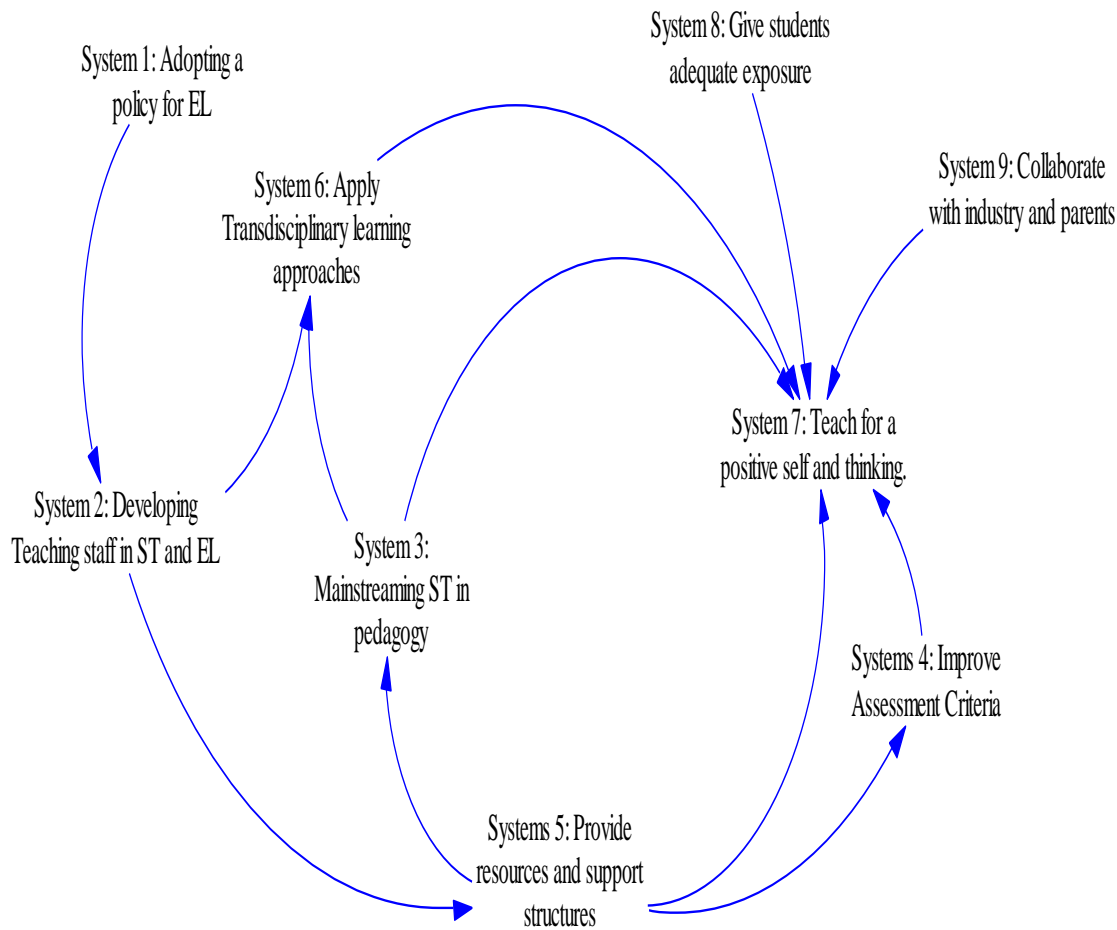 System 1: Adopting a
policy for EL
System 8: Give students
adequate exposure
System 6: Apply
Transdisciplinary learning
approaches
System 9: Collaborate
with industry and parents
System 7: Teach for a
positive self and thinking.
System 2: Developing
Teaching staff in ST and EL
System 3:
Mainstreaming ST in
pedagogy
Systems 4: Improve
Assessment Criteria
Systems 5: Provide
resources and support
structures